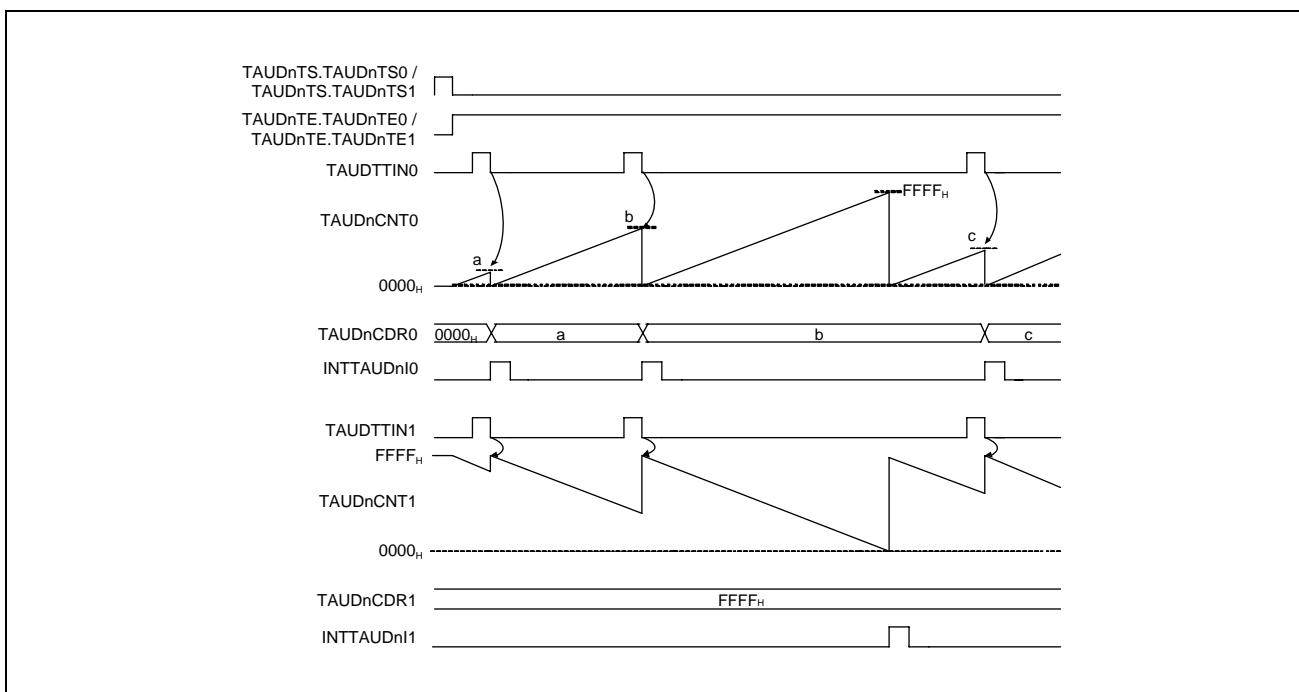 TAUDnTS.TAUDnTS0 /
TAUDnTS.TAUDnTS1
TAUDnTE.TAUDnTE0 /
TAUDnTE.TAUDnTE1
TAUDTTIN0
FFFFH
TAUDnCNT0
b
c
a
0000H
TAUDnCDR0
0000H
a
b
c
INTTAUDnI0
TAUDTTIN1
FFFFH
TAUDnCNT1
0000H
TAUDnCDR1
FFFFH
INTTAUDnI1